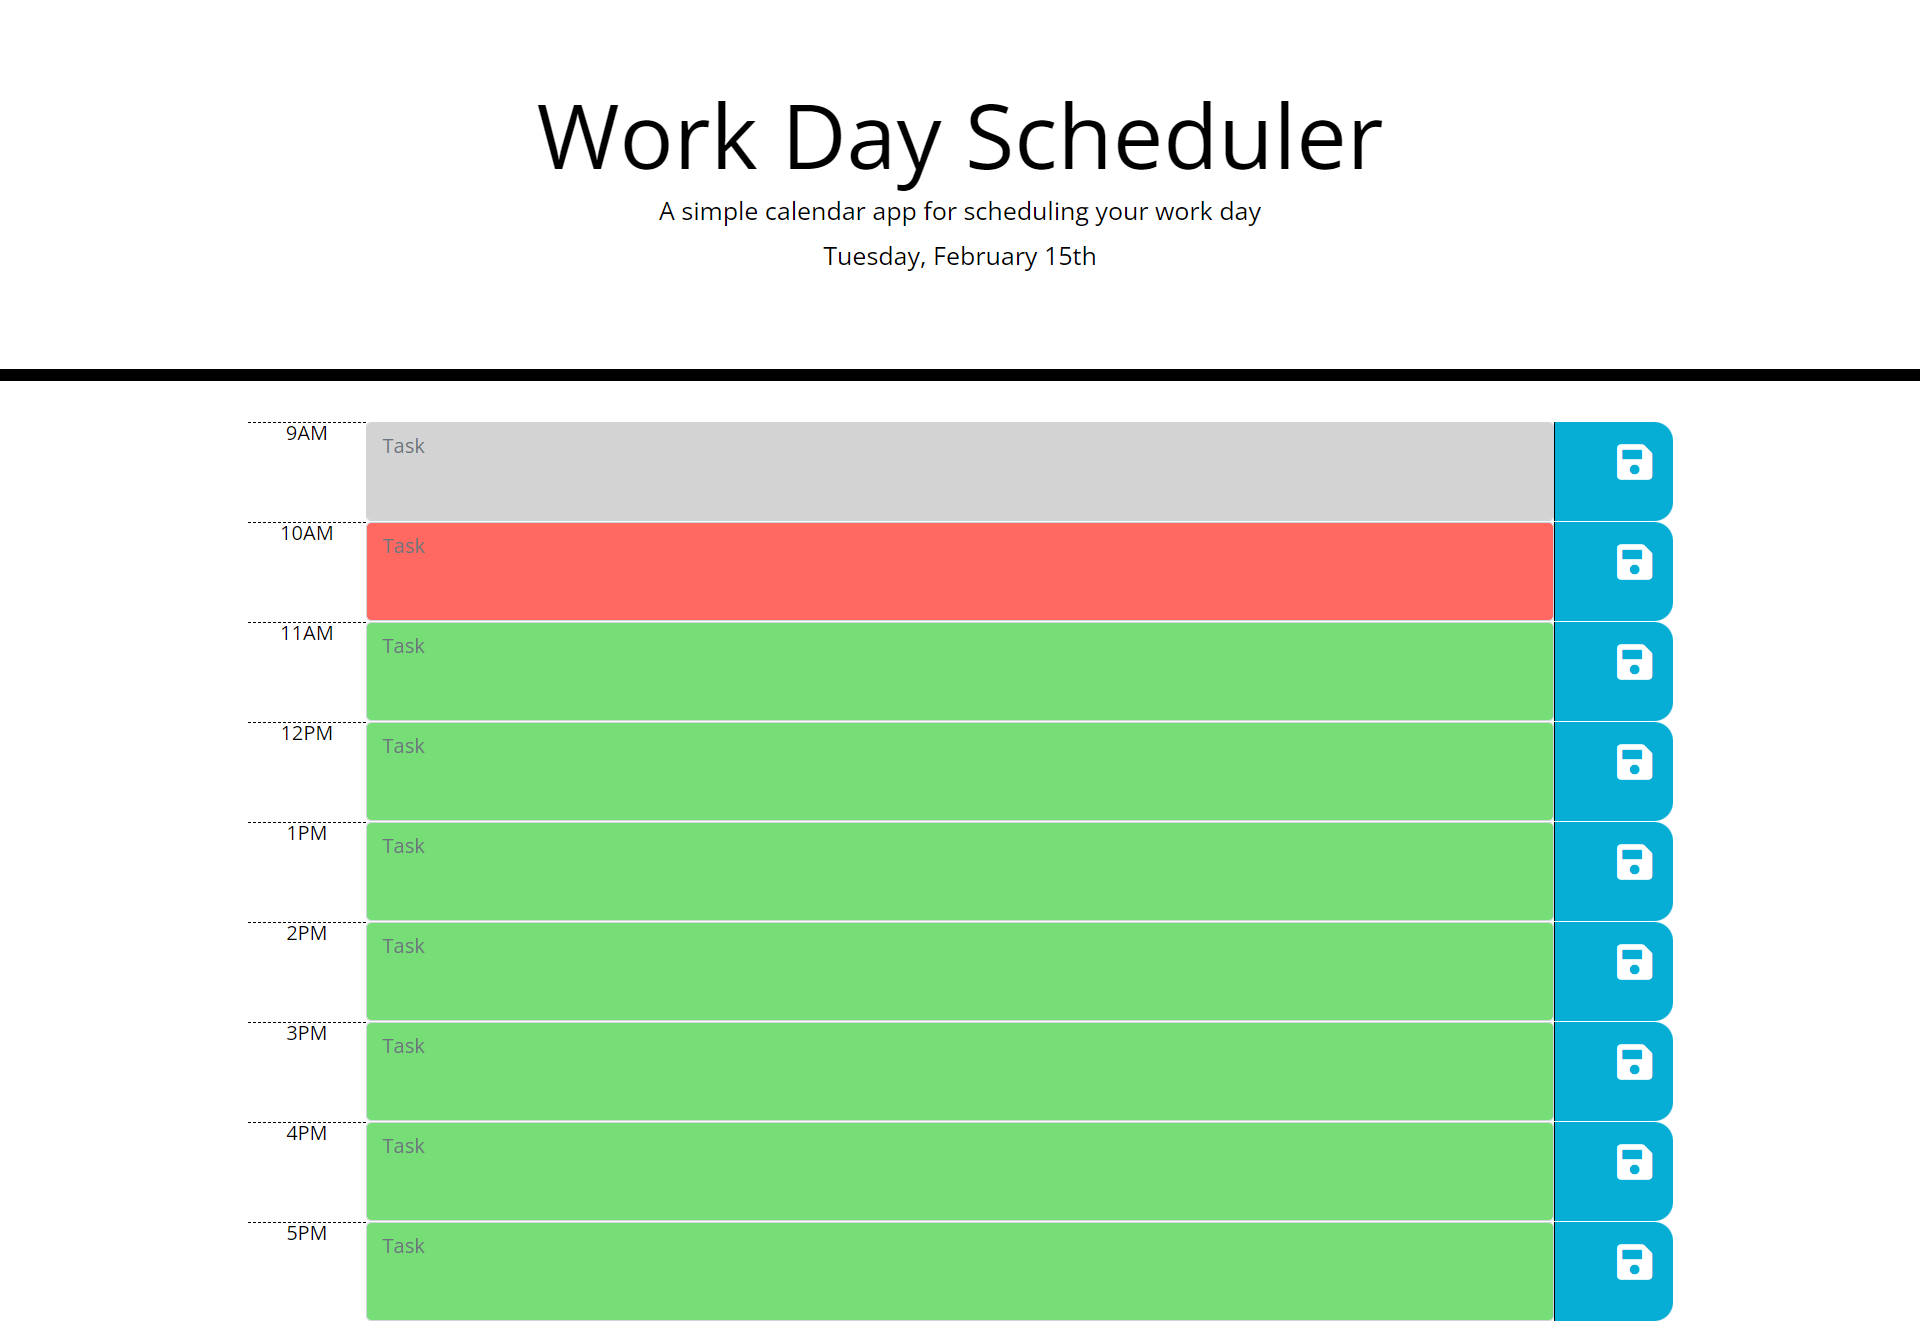 Work Day Scheduler
A simple calendar app for scheduling your work day
Tuesday, February 15th
9AM
Task
10AM
Task
11AM
Task
12PM
Task
1PM
Task
2PM
Task
3PM
Task
4PM
Task
5PM
Task